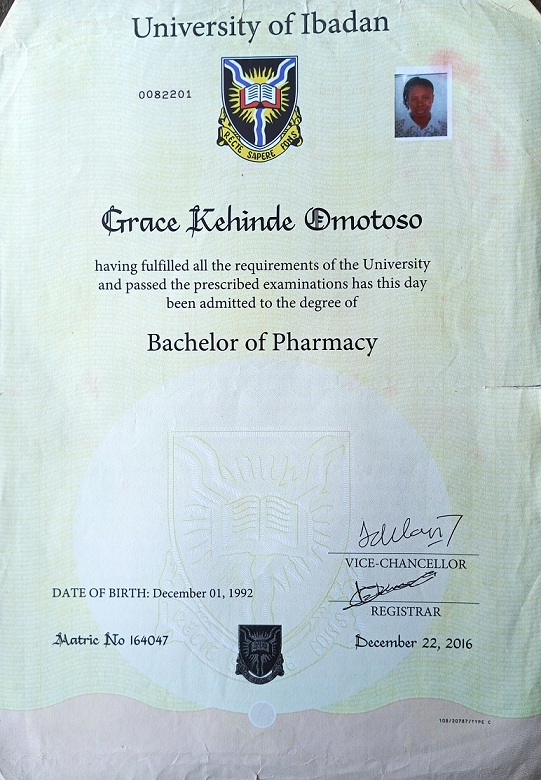 University of Ibadan
0082201
RECTE SAPERE FONS
Grace Kehinde Omotoso
having fulfilled all the requirements of the University
and passed the prescribed examinations has this day
been admitted to the degree of
Bachelor of Pharmacy
VICE-CHANCELLOR
DATE OF BIRTH: December 01, 1992
REGISTRAR
Matric No 164047
December 22, 2016
108/20787/TYPE C